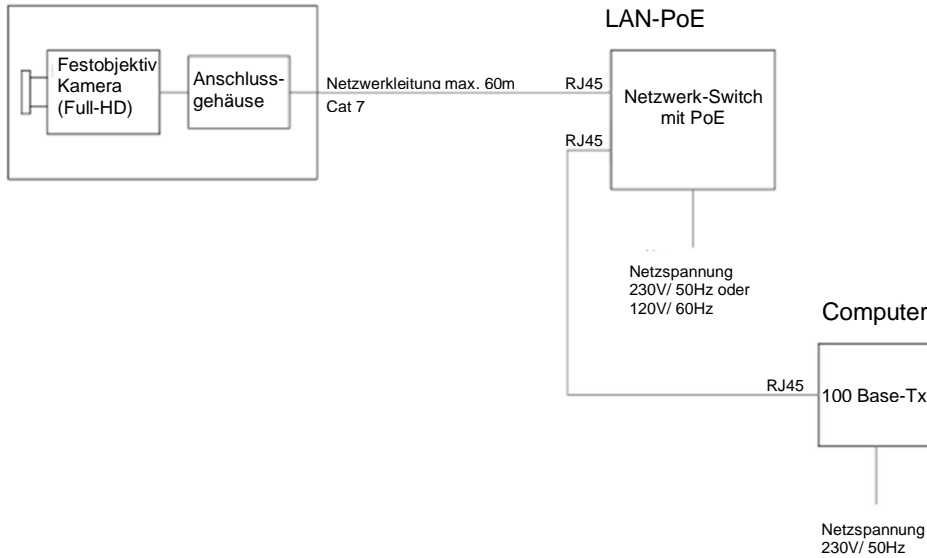 LAN-PoE
Festobjektiv
Kamera
(Full-HD)
Anschluss-
gehäuse
Netzwerkleitung max. 60m
Cat 7
RJ45
RJ45
Netzwerk-Switch
mit PoE
Netzspannung
230V/ 50Hz oder
120V/ 60Hz
Computer
RJ45
100 Base-Tx
Netzspannung
230V/ 50Hz